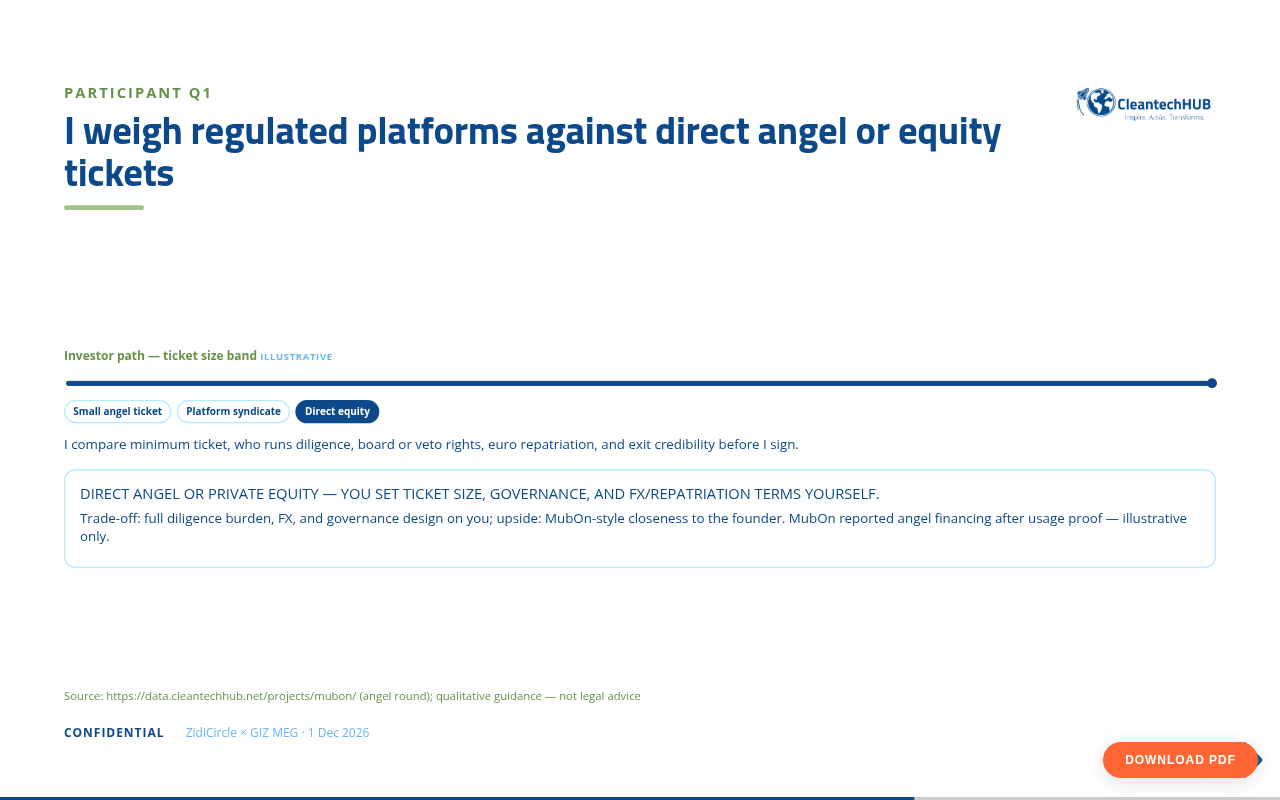 PARTICIPANT Q1
I weigh regulated platforms against direct angel or equity
tickets
CleantechHUB
Inspira. Actúa. Transforma.
Investor path — ticket size band ILLUSTRATIVE
Small angel ticket Platform syndicate Direct equity
I compare minimum ticket, who runs diligence, board or veto rights, euro repatriation, and exit credibility before I sign.
DIRECT ANGEL OR PRIVATE EQUITY — YOU SET TICKET SIZE, GOVERNANCE, AND FX/REPATRIATION TERMS YOURSELF.
Trade-off: full diligence burden, FX, and governance design on you; upside: MubOn-style closeness to the founder. MubOn reported angel financing after usage proof — illustrative
only.
Source: https://data.cleantechhub.net/projects/mubon/ (angel round); qualitative guidance — not legal advice
CONFIDENTIAL ZidiCircle × GIZ MEG · 1 Dec 2026
DOWNLOAD PDF